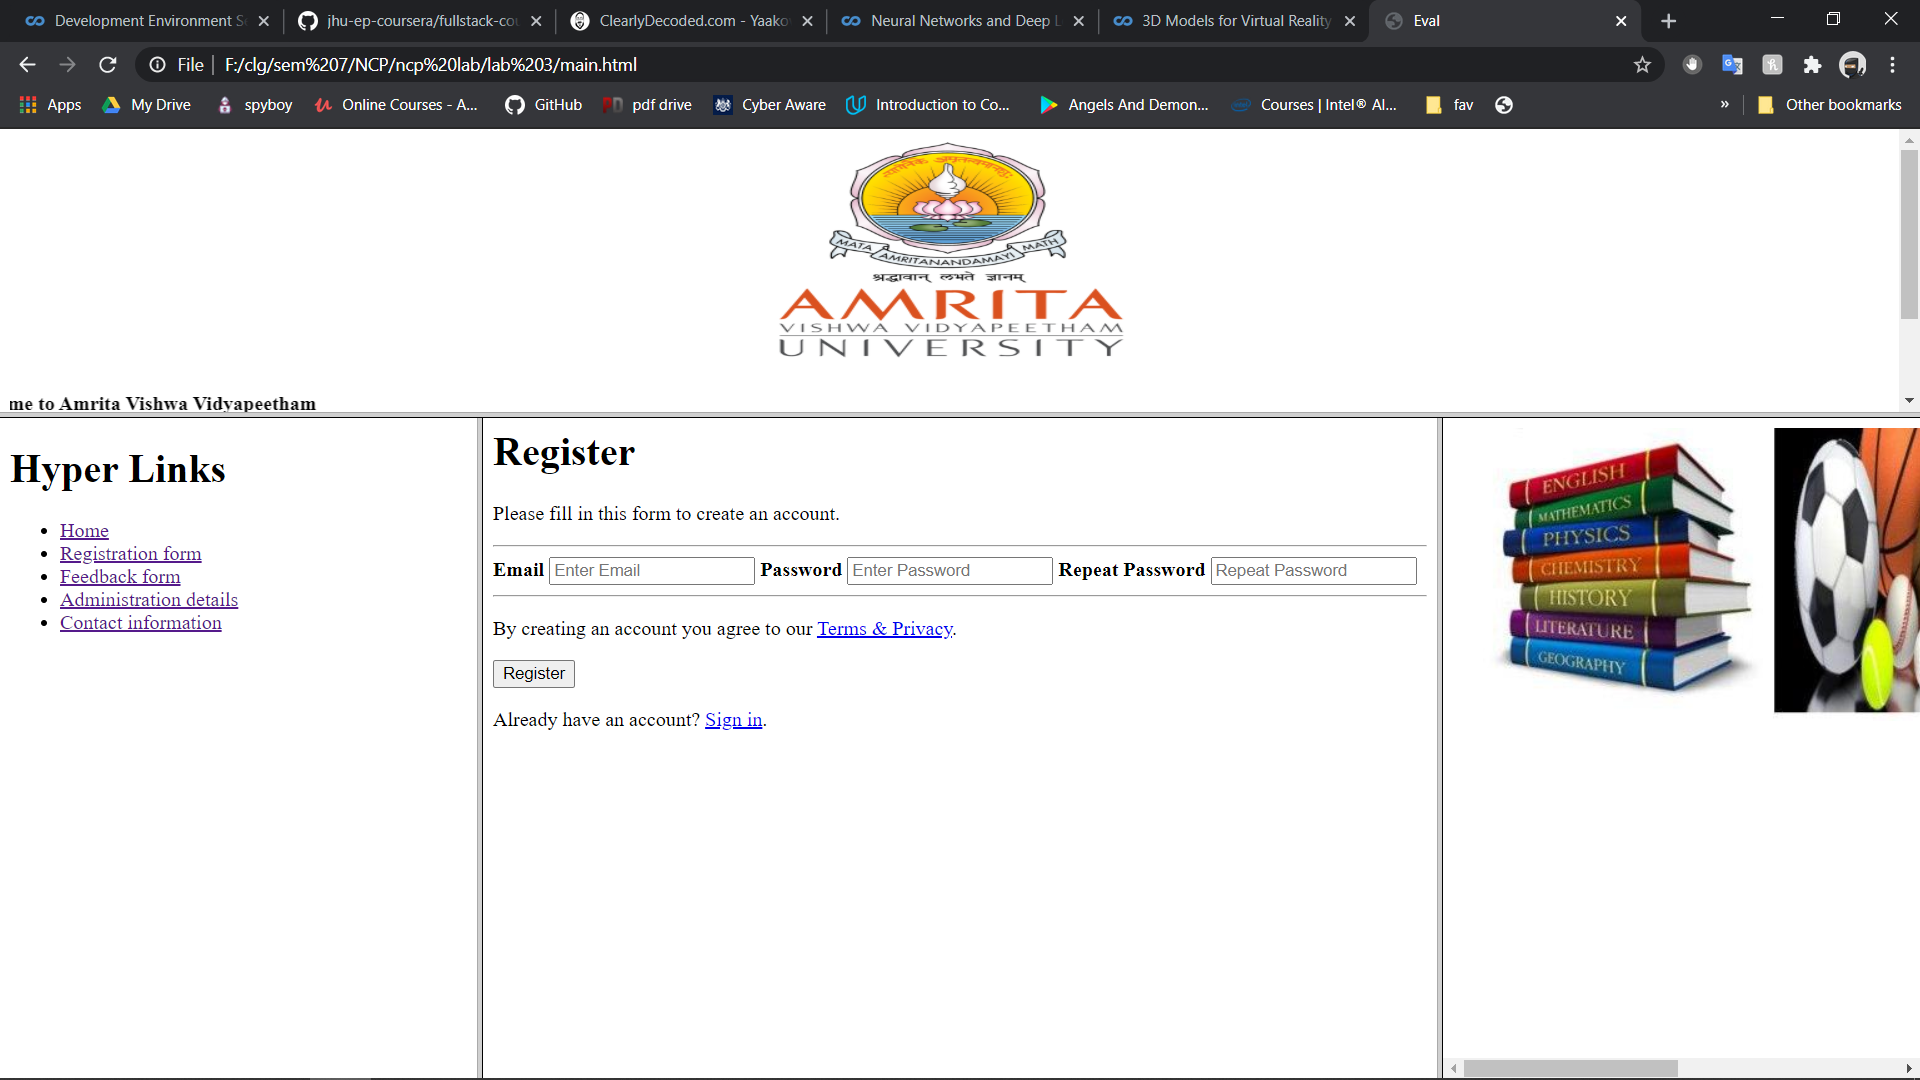 Development Environment S
jhu-ep-coursera/fullstack-cou
ClearlyDecoded.com - Yaako
Neural Networks and Deep L
3D Models for Virtual Reality
Eval
File
F:/clg/sem%207/NCP/ncp%20lab/lab%203/main.html
Apps
My Drive
spyboy
Online Courses - A...
GitHub
pdf drive
Cyber Aware
Introduction to Co...
Angels And Demon...
Courses | Intel® AI...
fav
»
Other bookmarks
MATA AMRITANANDAMAYI MATH
श्रद्धावान् लभते ज्ञानम्
AMRITA
VISHWA VIDYAPEETHAM
UNIVERSITY
me to Amrita Vishwa Vidyapeetham
Hyper Links
Home
Registration form
Feedback form
Administration details
Contact information
Register
Please fill in this form to create an account.
Email Enter Email Password Enter Password Repeat Password Repeat Password
By creating an account you agree to our Terms & Privacy.
Register
Already have an account? Sign in.
ENGLISH
MATHEMATICS
PHYSICS
CHEMISTRY
HISTORY
LITERATURE
GEOGRAPHY